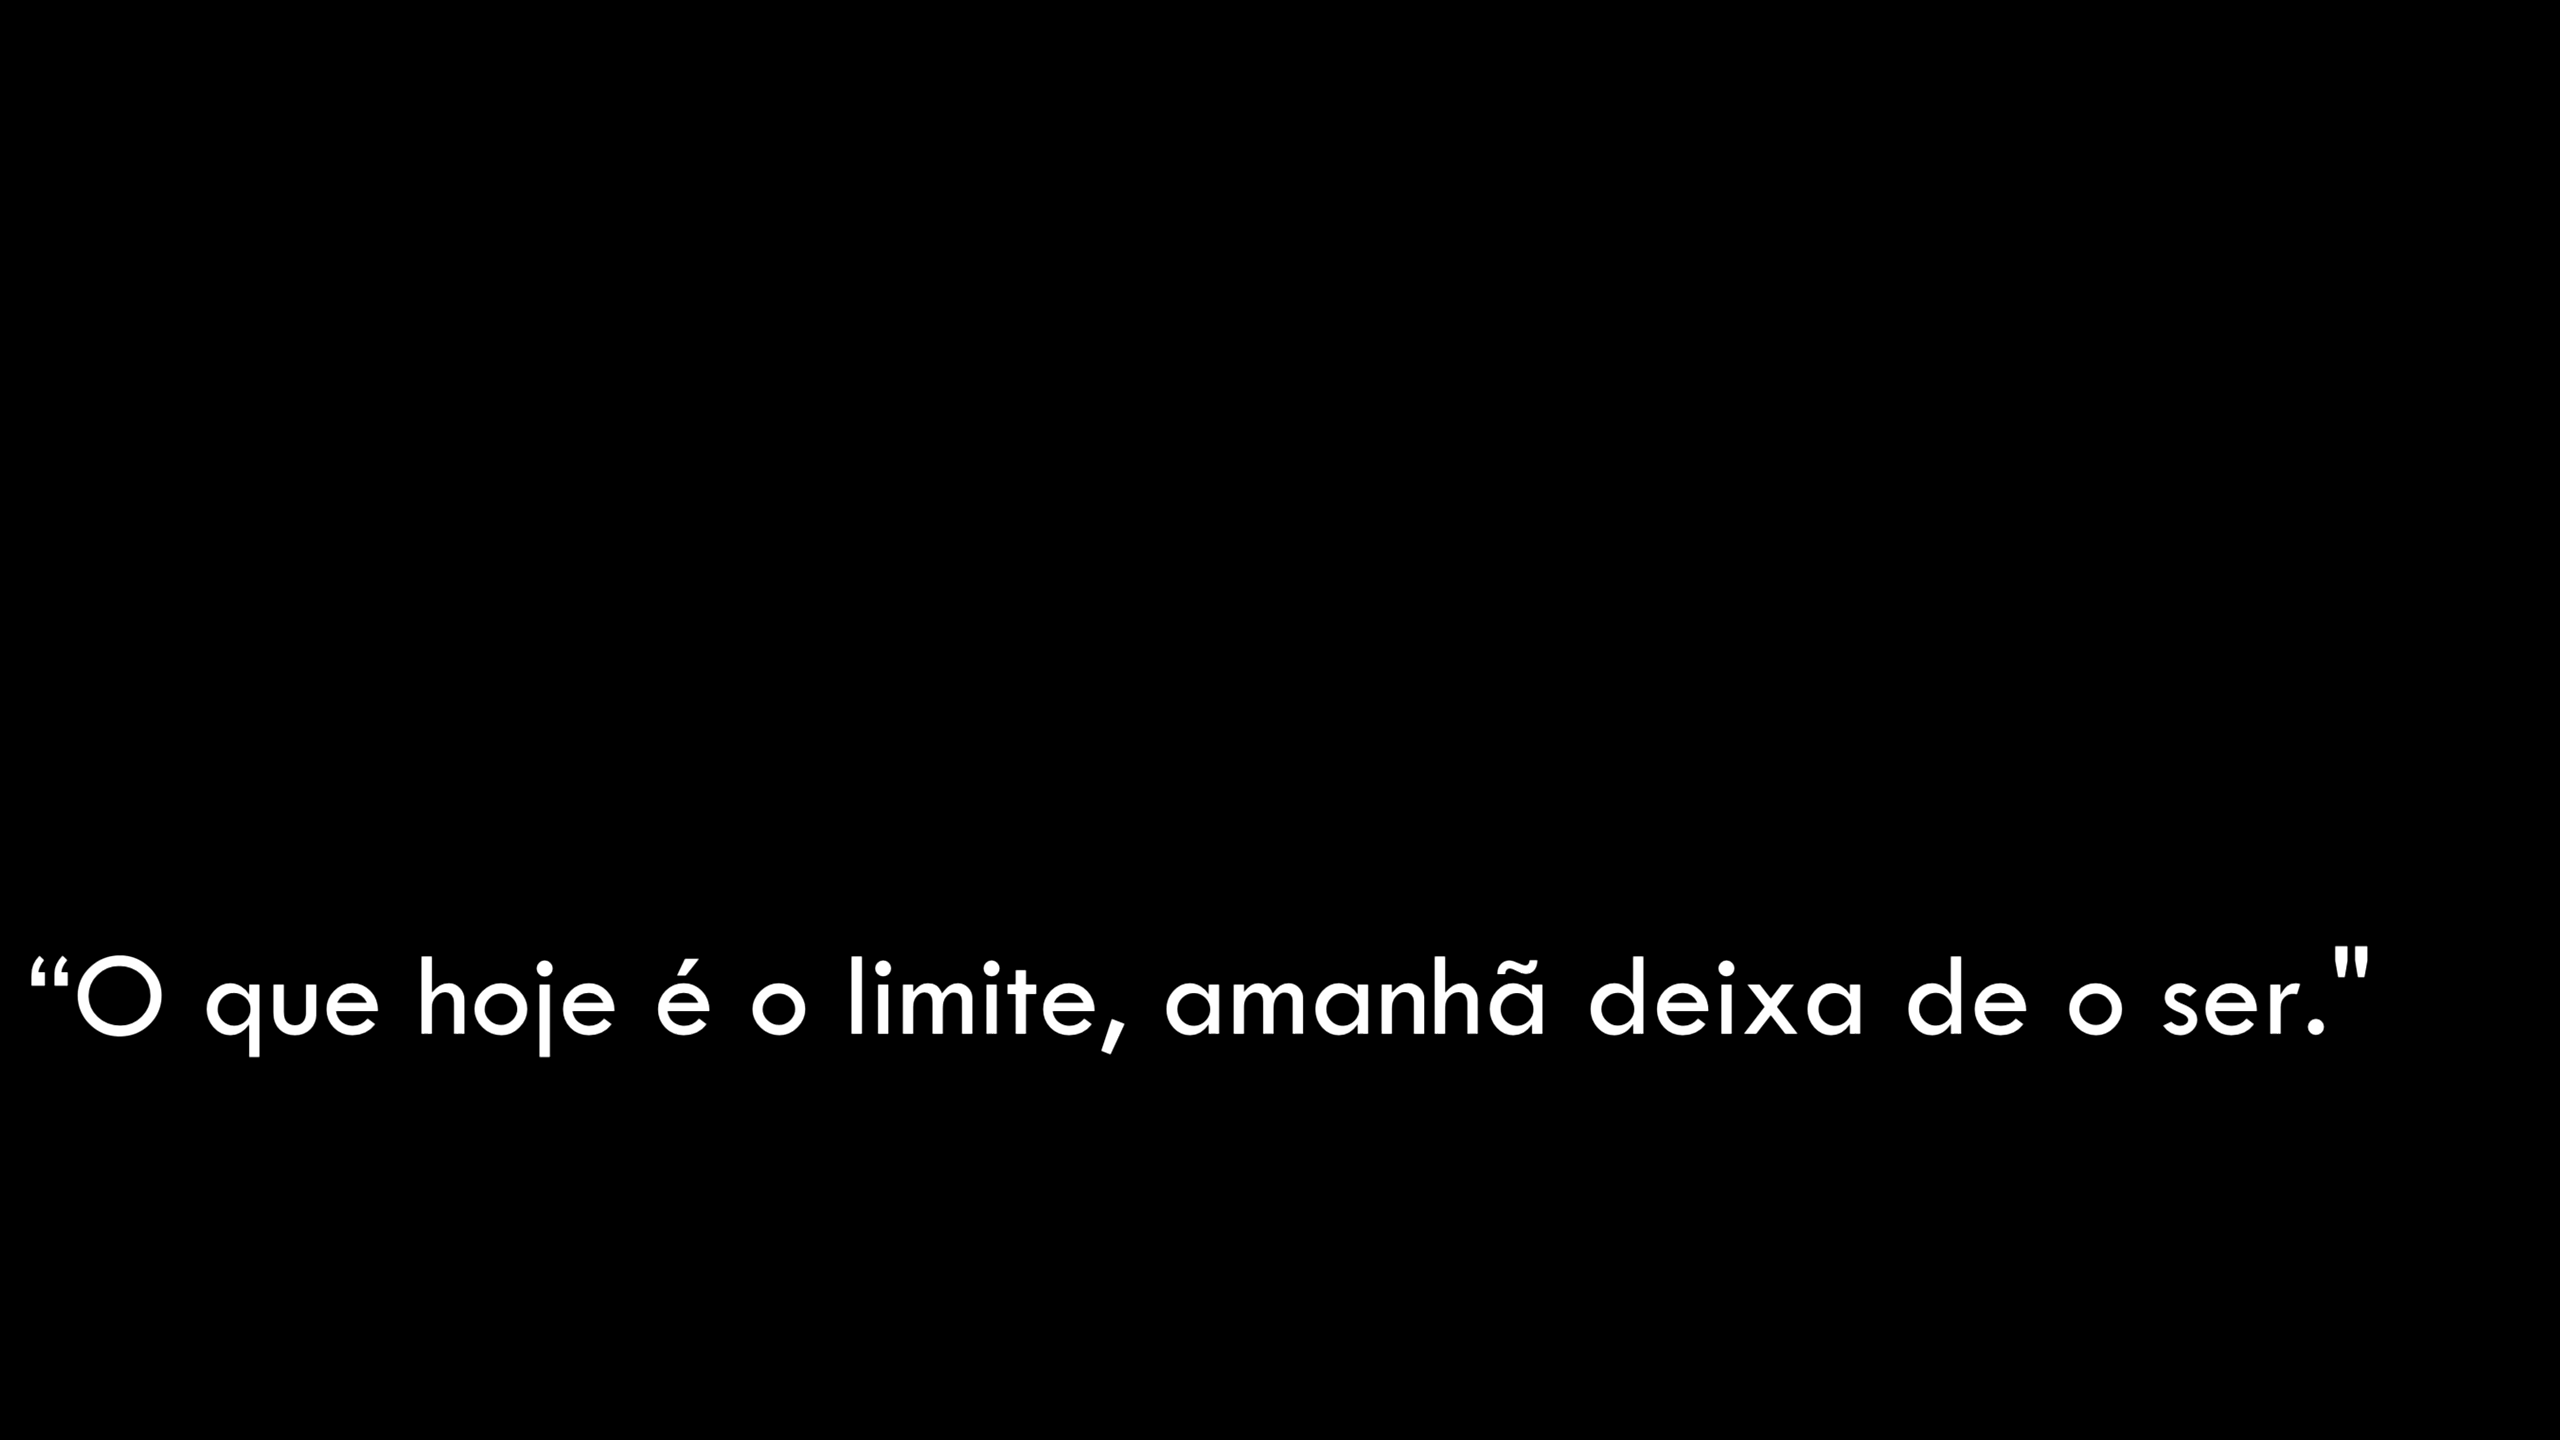 “O que hoje é o limite, amanhã deixa de o ser."